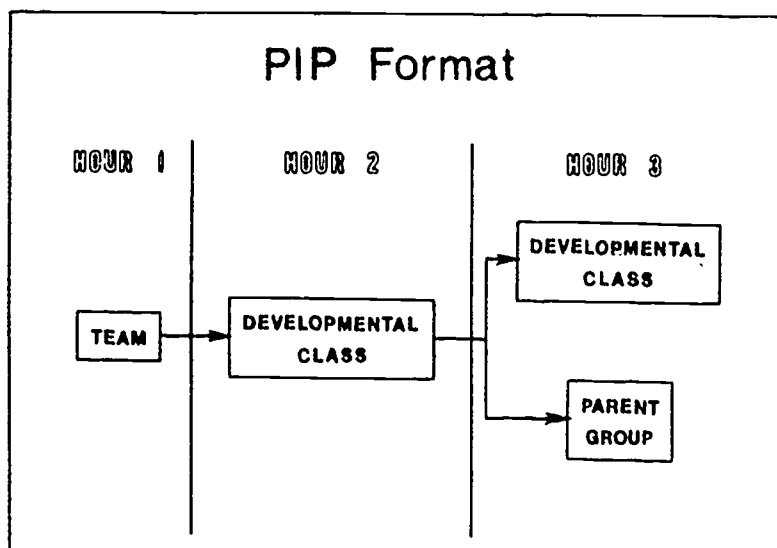 PIP Format
HOUR 1
HOUR 2
HOUR 3
TEAM
DEVELOPMENTAL
CLASS
DEVELOPMENTAL
CLASS
PARENT
GROUP